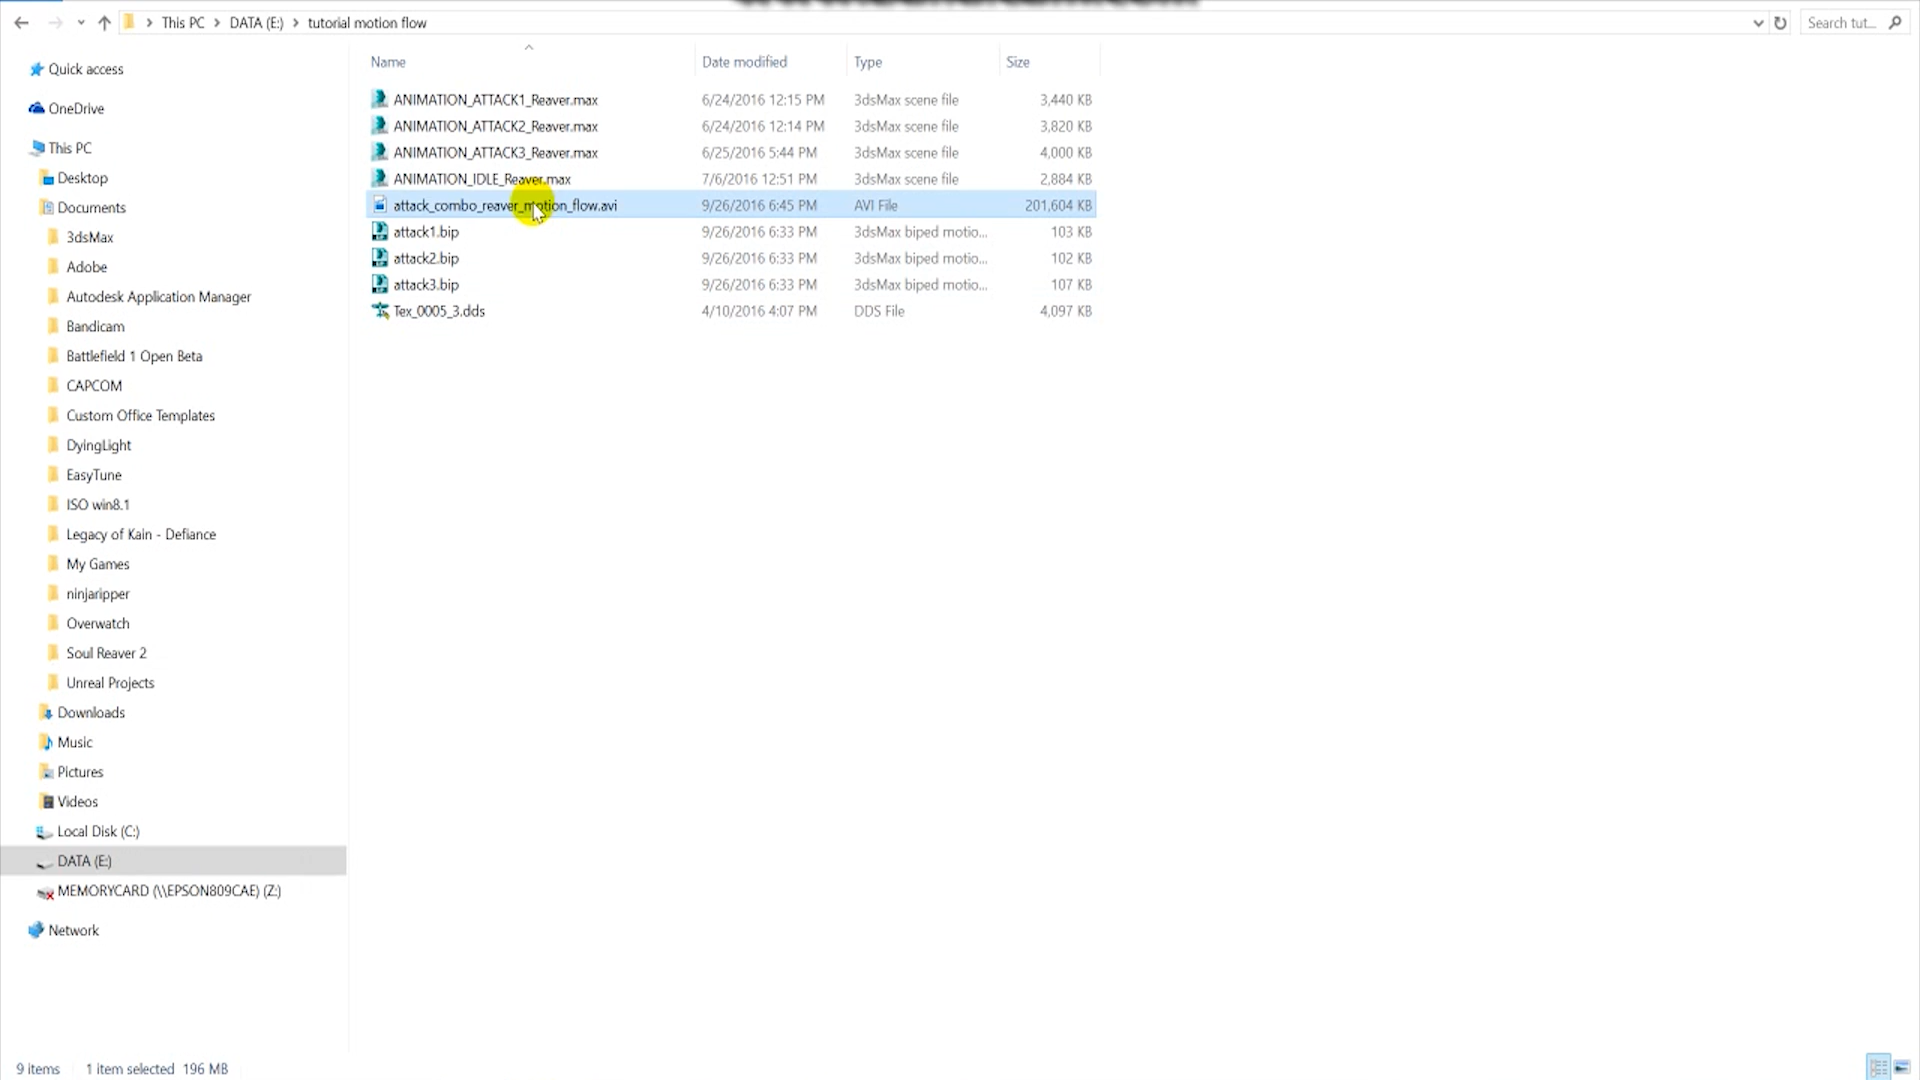 This PC > DATA (E:) > tutorial motion flow
Search tut...
Name Date modified Type Size
ANIMATION_ATTACK1_Reaver.max 6/24/2016 12:15 PM 3dsMax scene file 3,440 KB
ANIMATION_ATTACK2_Reaver.max 6/24/2016 12:14 PM 3dsMax scene file 3,820 KB
ANIMATION_ATTACK3_Reaver.max 6/25/2016 5:44 PM 3dsMax scene file 4,000 KB
ANIMATION_IDLE_Reaver.max 7/6/2016 12:51 PM 3dsMax scene file 2,884 KB
attack_combo_reaver_motion_flow.avi 9/26/2016 6:45 PM AVI File 201,604 KB
attack1.bip 9/26/2016 6:33 PM 3dsMax biped motio... 103 KB
attack2.bip 9/26/2016 6:33 PM 3dsMax biped motio... 102 KB
attack3.bip 9/26/2016 6:33 PM 3dsMax biped motio... 107 KB
Tex_0005_3.dds 4/10/2016 4:07 PM DDS File 4,097 KB
Quick access
OneDrive
This PC
Desktop
Documents
3dsMax
Adobe
Autodesk Application Manager
Bandicam
Battlefield 1 Open Beta
CAPCOM
Custom Office Templates
DyingLight
EasyTune
ISO win8.1
Legacy of Kain - Defiance
My Games
ninjaripper
Overwatch
Soul Reaver 2
Unreal Projects
Downloads
Music
Pictures
Videos
Local Disk (C:)
DATA (E:)
MEMORYCARD (\\EPSON809CAE) (Z:)
Network
9 items 1 item selected 196 MB